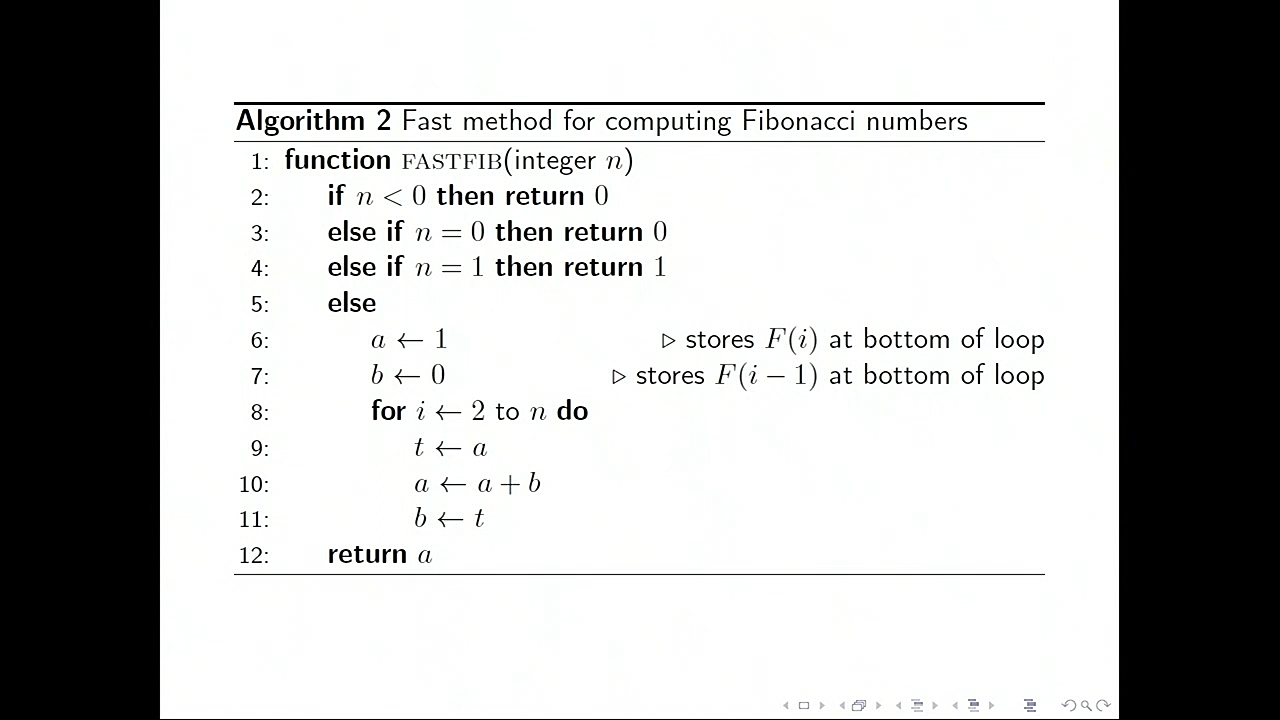 Algorithm 2 Fast method for computing Fibonacci numbers
1: function FASTFIB(integer n)
2: if n < 0 then return 0
3: else if n = 0 then return 0
4: else if n = 1 then return 1
5: else
6: a ← 1 ▷ stores F(i) at bottom of loop
7: b ← 0 ▷ stores F(i − 1) at bottom of loop
8: for i ← 2 to n do
9: t ← a
10: a ← a + b
11: b ← t
12: return a